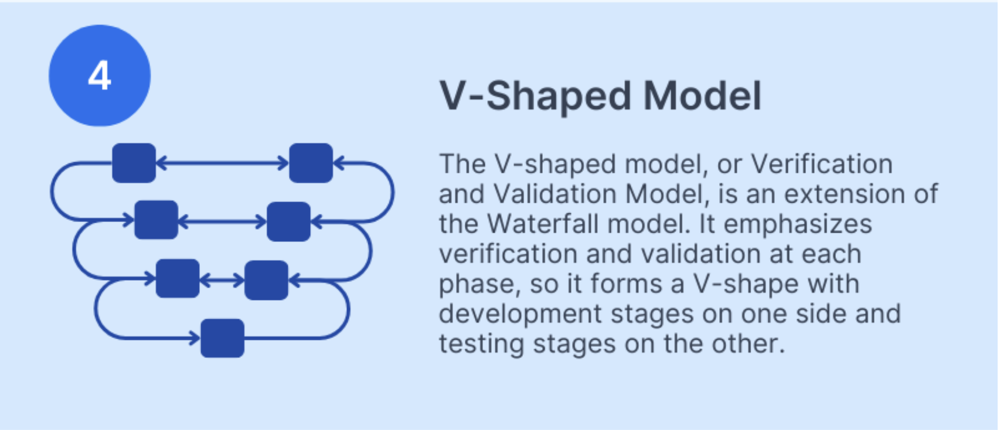 4
V-Shaped Model
The V-shaped model, or Verification
and Validation Model, is an extension of
the Waterfall model. It emphasizes
verification and validation at each
phase, so it forms a V-shape with
development stages on one side and
testing stages on the other.